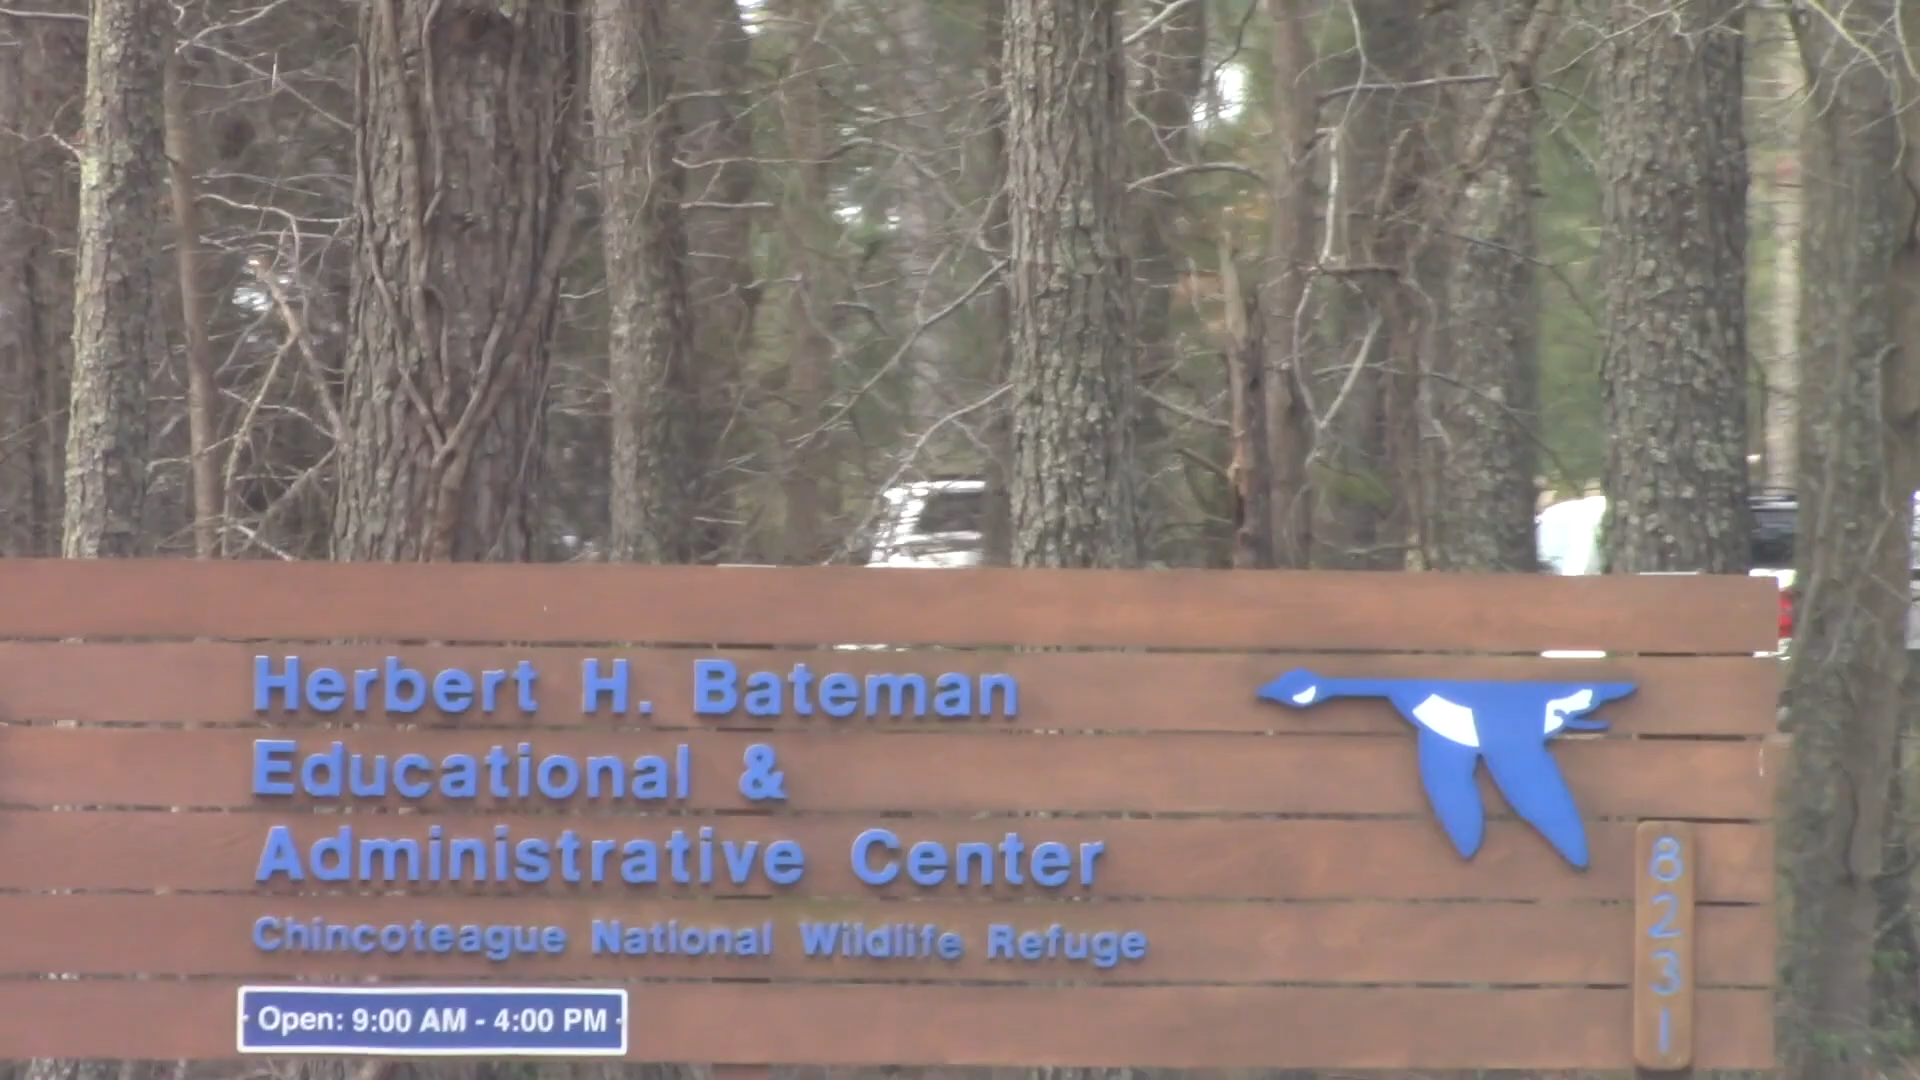 Herbert H. Bateman
Educational &
Administrative Center
Chincoteague National Wildlife Refuge
Open: 9:00 AM - 4:00 PM
8231